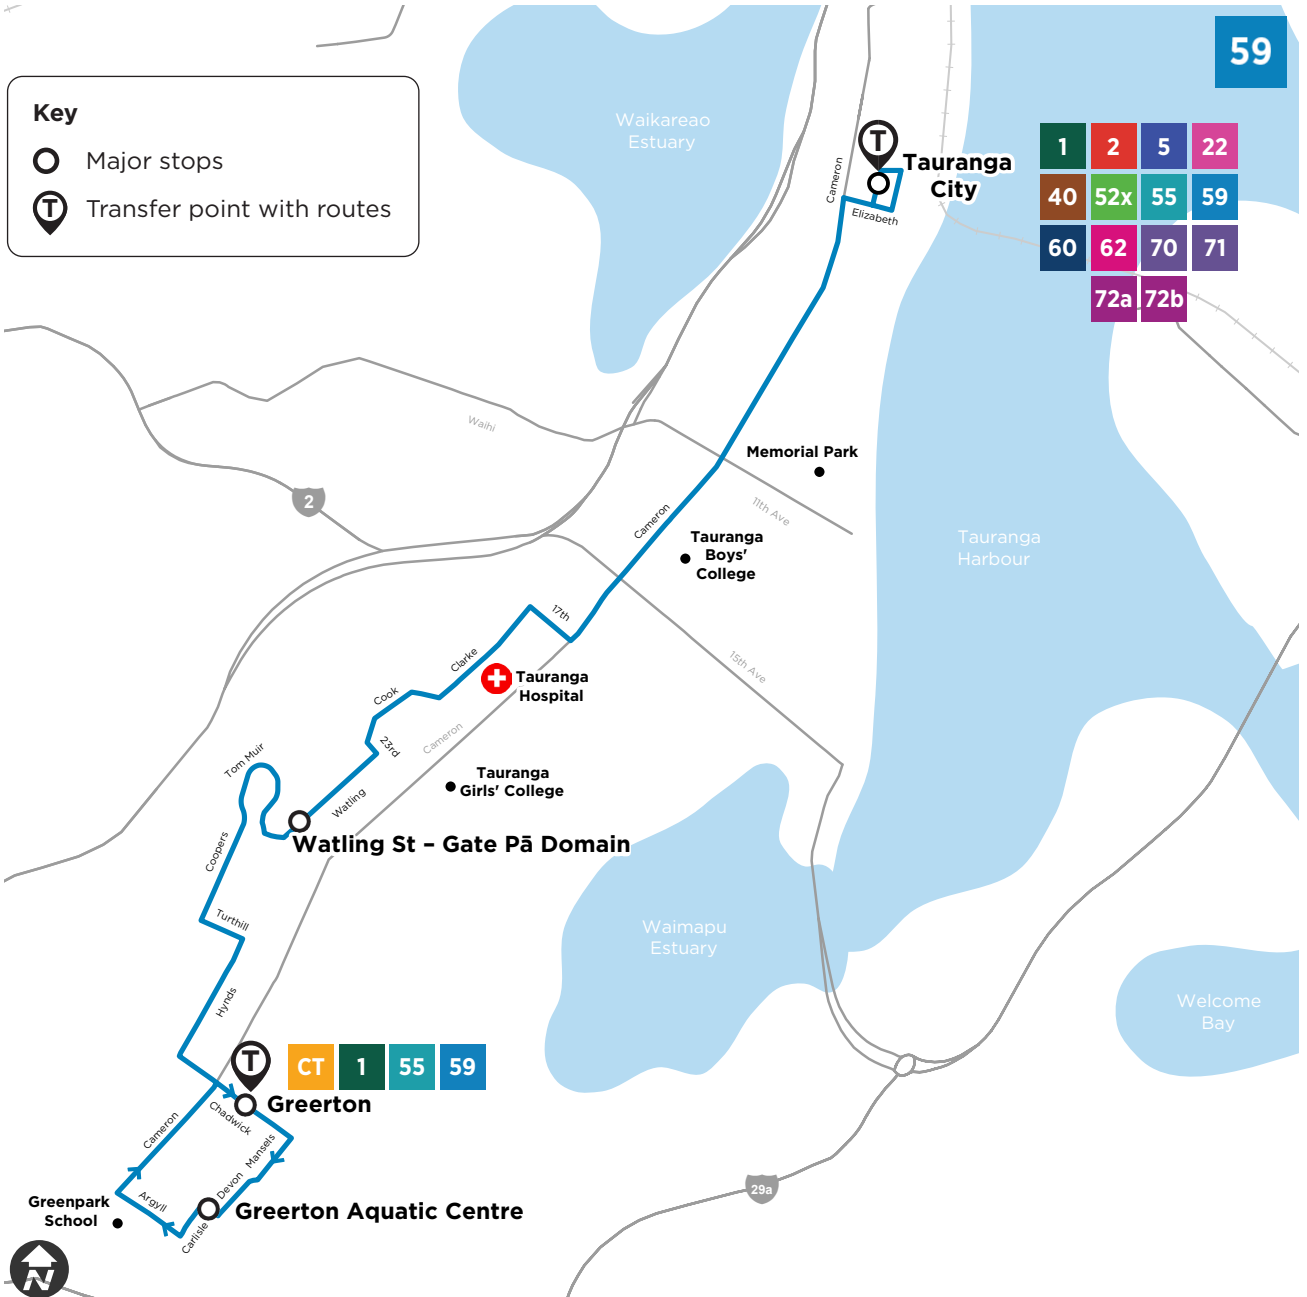 59
Key
Major stops
T
Transfer point with routes
Waikareao
Estuary
T
Tauranga
City
Cameron
Elizabeth
1 2 5 22
40 52x 55 59
60 62 70 71
72a 72b
Waihi
2
Memorial Park
11th Ave
Cameron
Tauranga
Boys'
College
Tauranga
Harbour
17th
15th Ave
Clarke
Tauranga
Hospital
Cook
23rd
Cameron
Tom Muir
Tauranga
Girls' College
Watling
Watling St – Gate Pā Domain
Coopers
Turthill
Waimapu
Estuary
Hynds
Welcome
Bay
T
CT 1 55 59
Greerton
Chadwick
Cameron
Mansels
Devon
Argyll
Carlisle
Greenpark
School
Greerton Aquatic Centre
29a
N